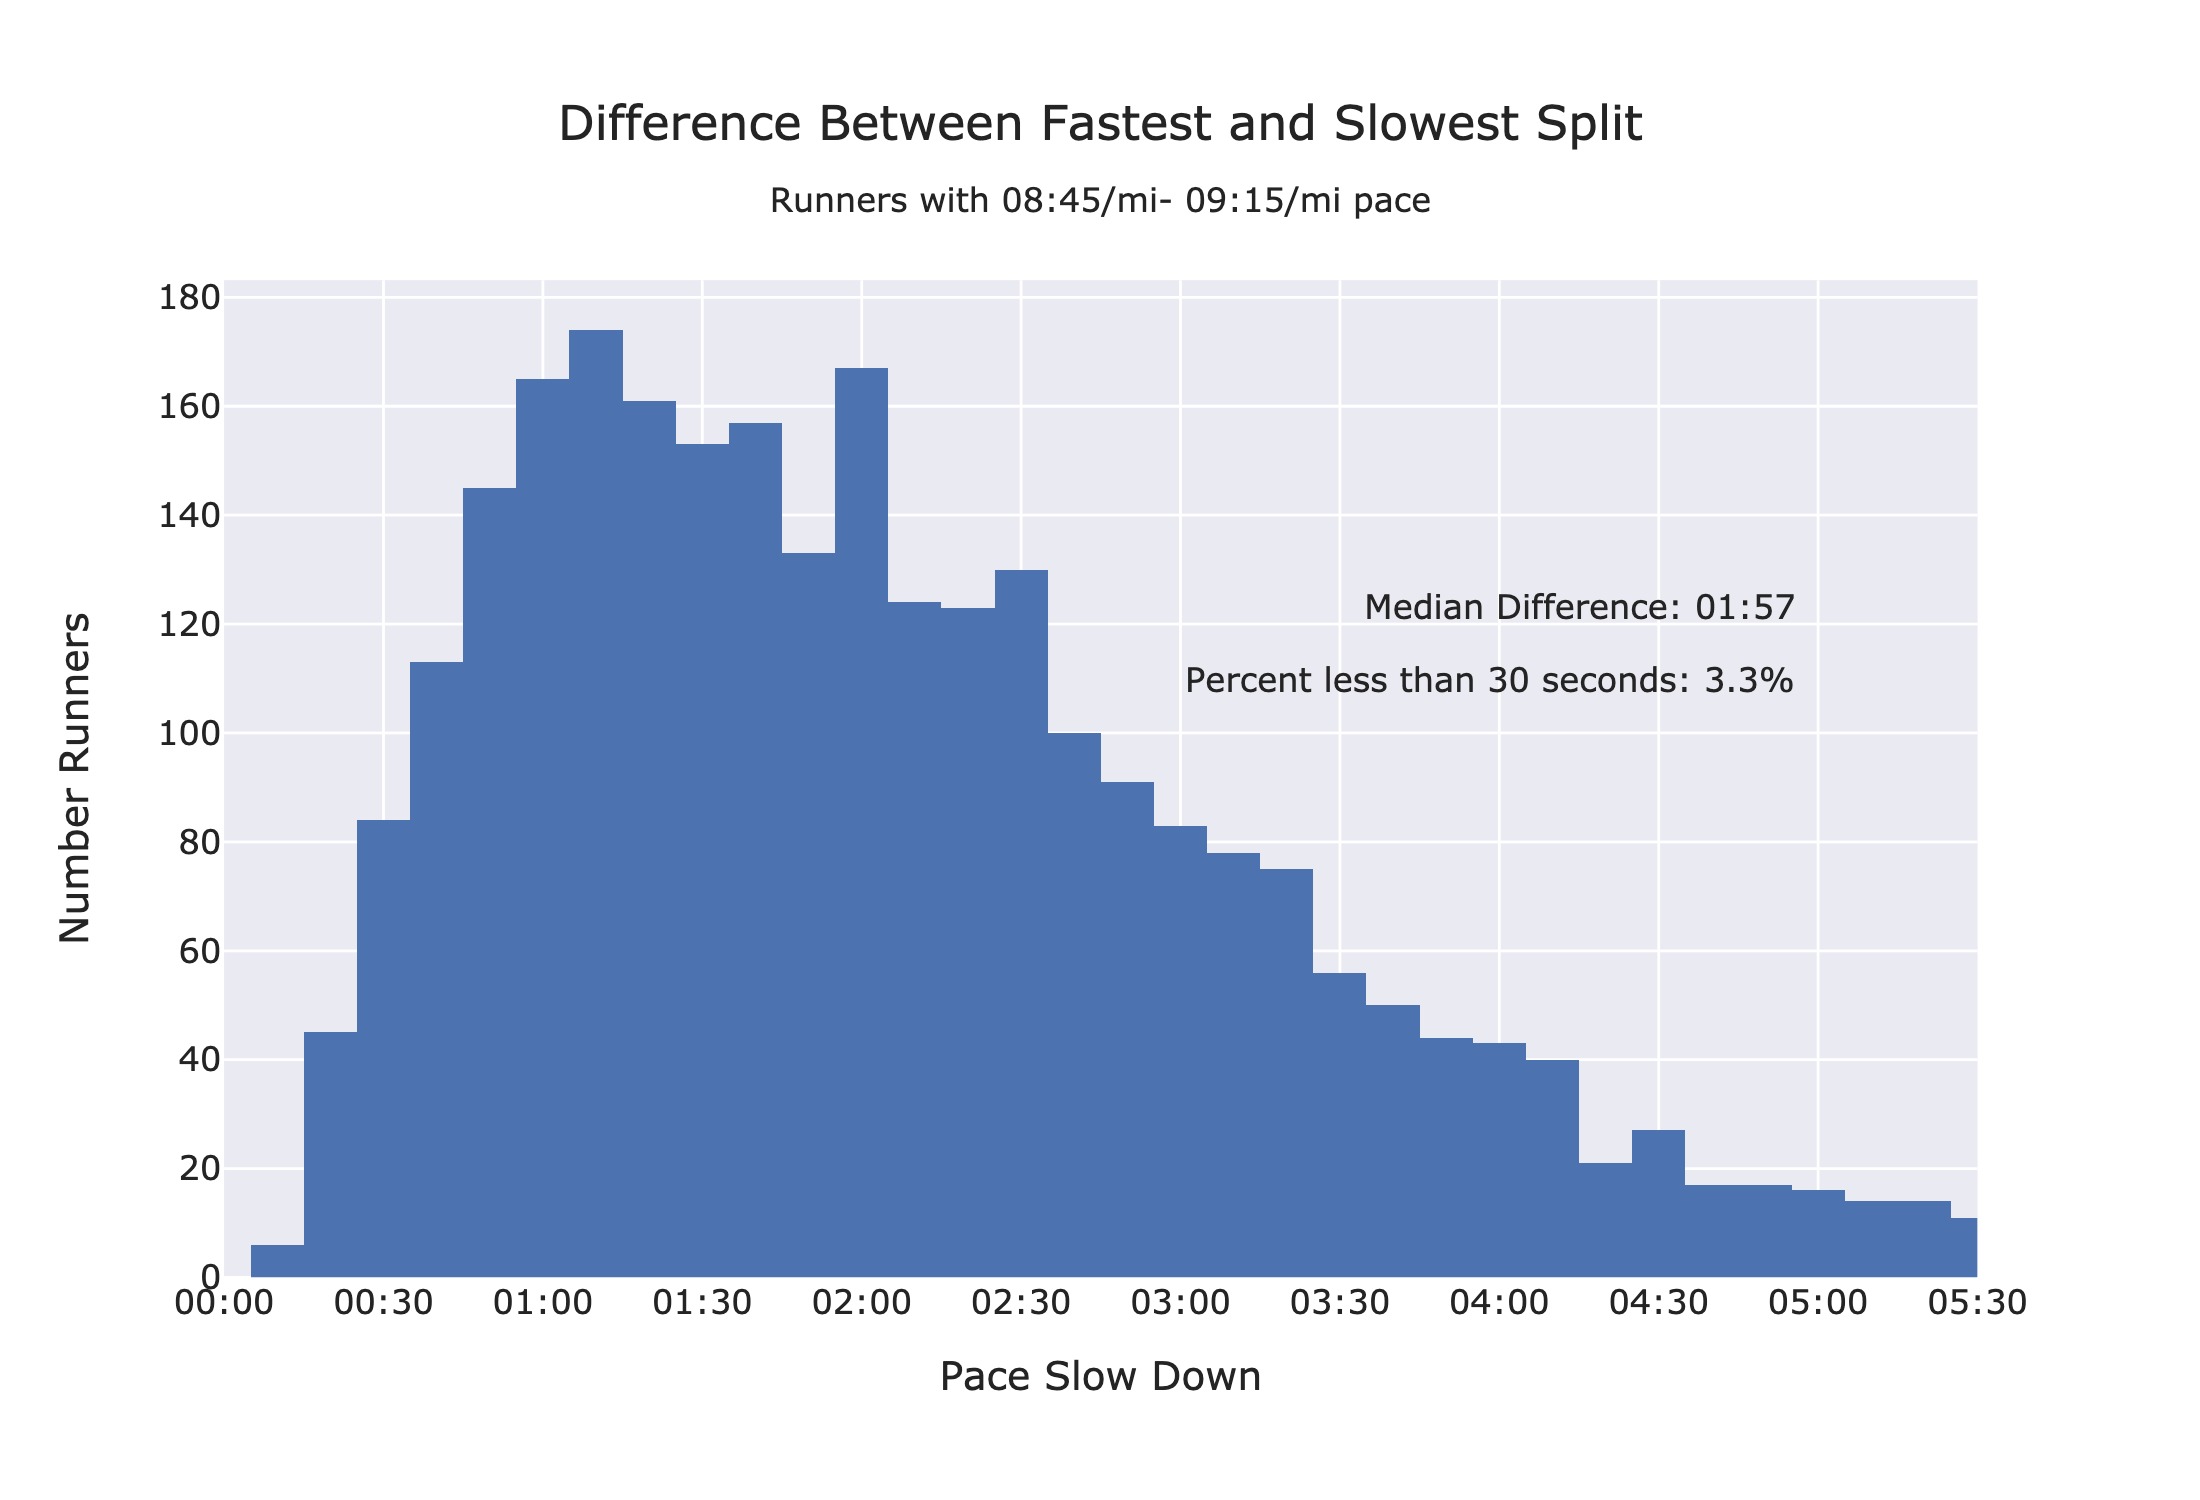 Difference Between Fastest and Slowest Split
Runners with 08:45/mi- 09:15/mi pace
180
160
140
120
100
80
60
40
20
0
Number Runners
Median Difference: 01:57
Percent less than 30 seconds: 3.3%
00:00 00:30 01:00 01:30 02:00 02:30 03:00 03:30 04:00 04:30 05:00 05:30
Pace Slow Down